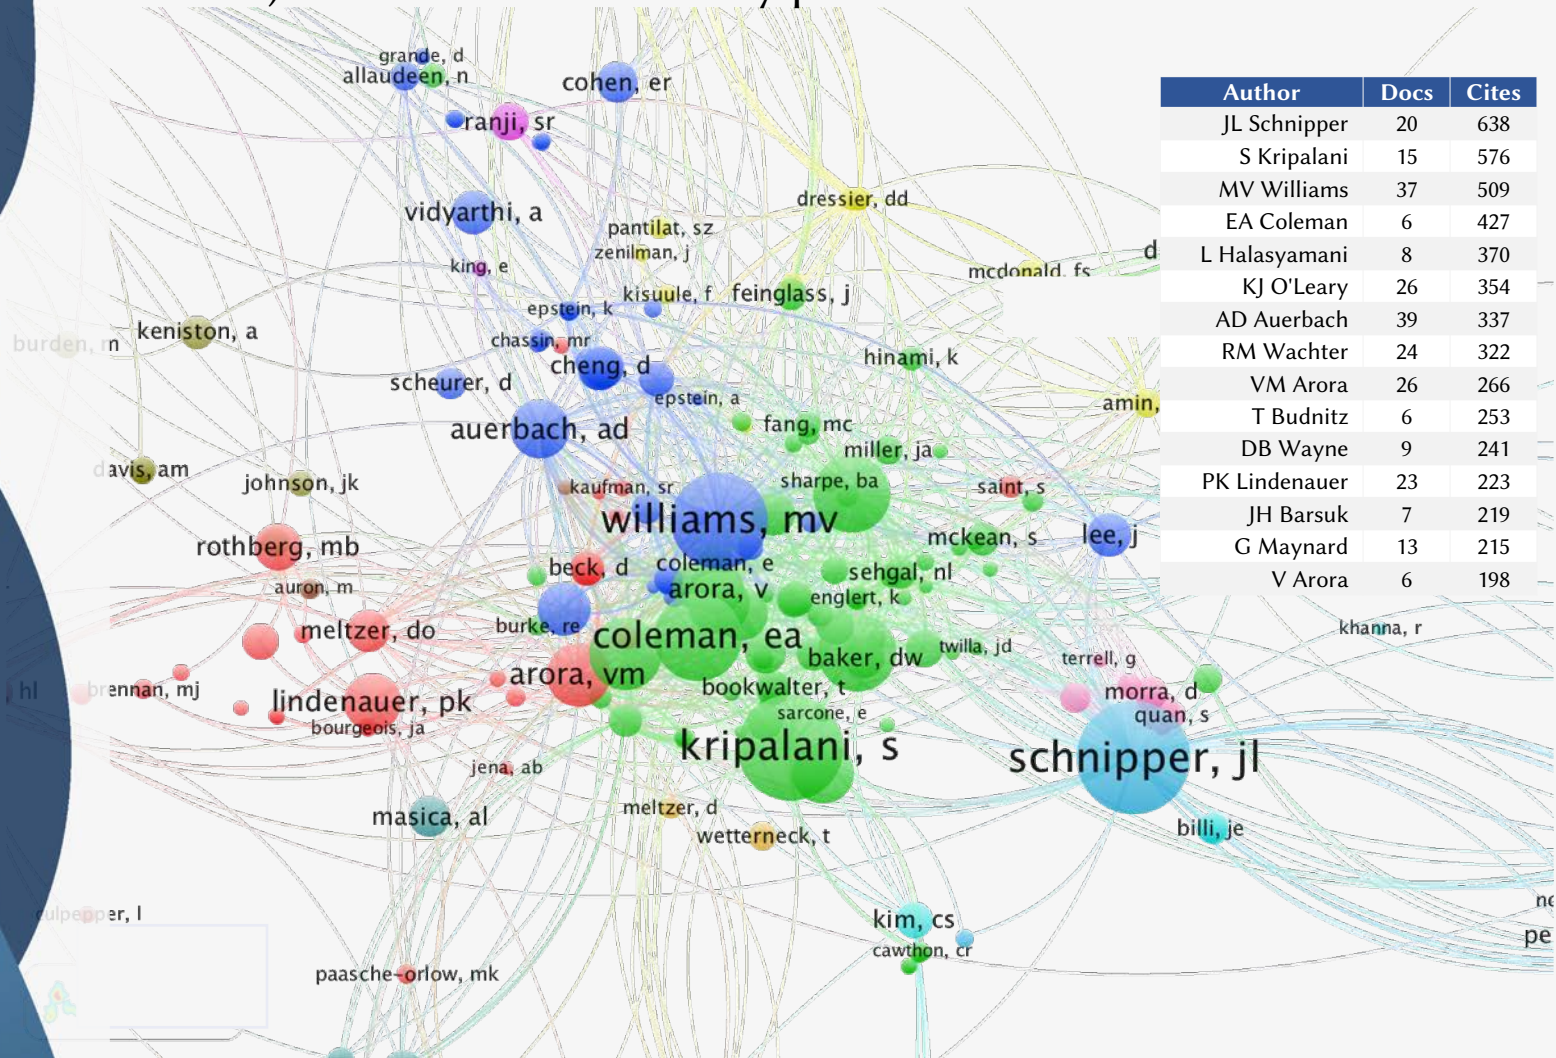 grande, d
allaudeen, n
cohen, er
ranji, sr
vidyarthi, a
dressier, dd
pantilat, sz
zenilman, j
king, e
mcdonald, fs
kisuule, f
feinglass, j
epstein, k
burden, m
keniston, a
chassin, mr
hinami, k
cheng, d
scheurer, d
epstein, a
amin,
auerbach, ad
fang, mc
miller, ja
davis, am
johnson, jk
kaufman, sr
sharpe, ba
saint, s
williams, mv
mckean, s
lee, j
rothberg, mb
beck, d
coleman, e
sehgal, nl
auron, m
arora, v
englert, k
burke, re
meltzer, do
coleman, ea
baker, dw
twilla, jd
khanna, r
terrell, g
hl
brennan, mj
arora, vm
bookwalter, t
morra, d
lindenauer, pk
sarcone, e
quan, s
bourgeois, ja
kripalani, s
schnipper, jl
jena, ab
meltzer, d
masica, al
wetterneck, t
billi, je
culpepper, l
kim, cs
cawthon, cr
pe
paasche-orlow, mk
Author Docs Cites
JL Schnipper 20 638
S Kripalani 15 576
MV Williams 37 509
EA Coleman 6 427
L Halasyamani 8 370
KJ O'Leary 26 354
AD Auerbach 39 337
RM Wachter 24 322
VM Arora 26 266
T Budnitz 6 253
DB Wayne 9 241
PK Lindenauer 23 223
JH Barsuk 7 219
G Maynard 13 215
V Arora 6 198